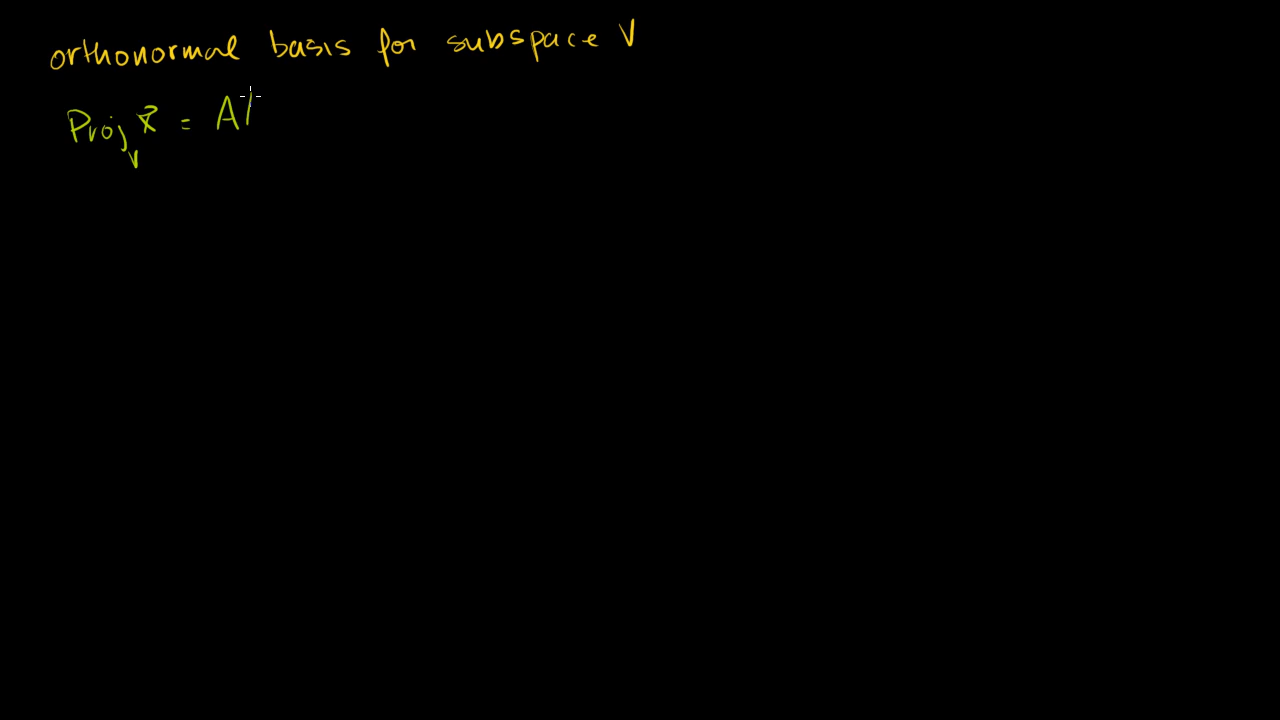 orthonormal basis for subspace V
Proj_V x⃗ = A